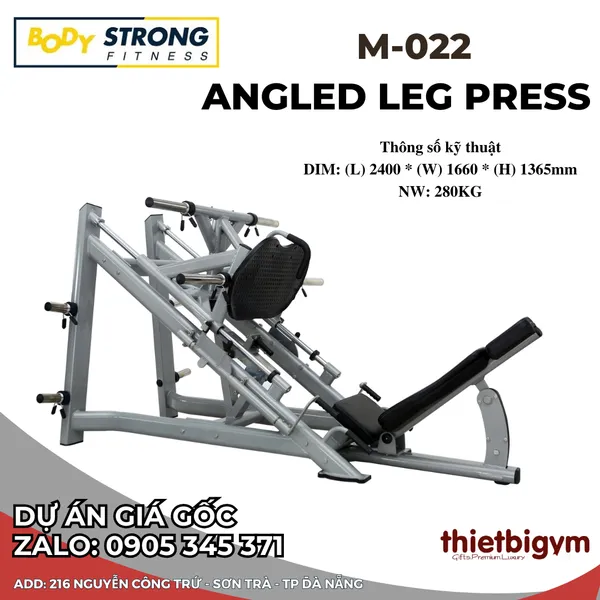 BODY STRONG
FITNESS
M-022
ANGLED LEG PRESS
Thông số kỹ thuật
DIM: (L) 2400 * (W) 1660 * (H) 1365mm
NW: 280KG
DỰ ÁN GIÁ GỐC
ZALO: 0905 345 371
thietbigym
Gifts.Premium.Luxury
ADD: 216 NGUYỄN CÔNG TRỨ - SƠN TRÀ - TP ĐÀ NẴNG